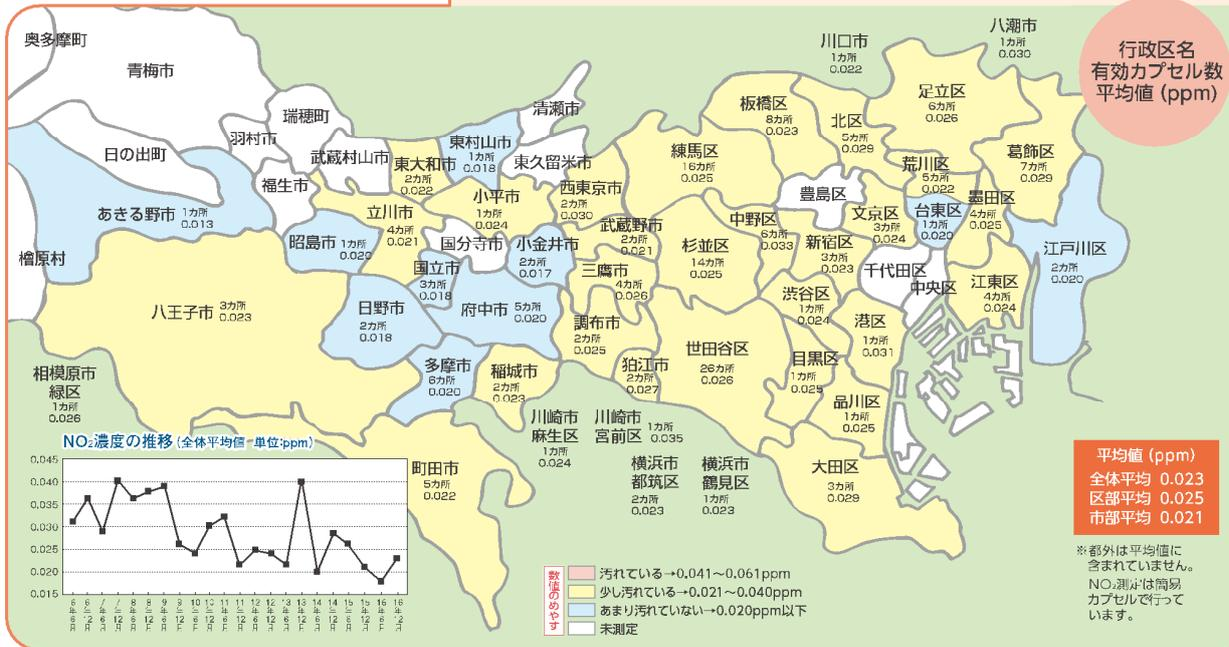 行政区名
有効カプセル数
平均値 (ppm)
奥多摩町
青梅市
瑞穂町
羽村市
日の出町
福生市
武蔵村山市
檜原村
清瀬市
東久留米市
国分寺市
豊島区
千代田区
中央区
川口市
1カ所
0.022
八潮市
1カ所
0.030
足立区
6カ所
0.026
板橋区
8カ所
0.023
北区
5カ所
0.029
荒川区
5カ所
0.022
葛飾区
7カ所
0.029
練馬区
16カ所
0.025
東村山市
1カ所
0.018
東大和市
2カ所
0.022
小平市
1カ所
0.024
西東京市
2カ所
0.030
武蔵野市
2カ所
0.021
中野区
6カ所
0.033
文京区
3カ所
0.024
台東区
1カ所
0.020
墨田区
4カ所
0.025
江戸川区
2カ所
0.020
あきる野市 1カ所
0.013
立川市
4カ所
0.021
昭島市 1カ所
0.020
国立市
3カ所
0.018
小金井市
2カ所
0.017
三鷹市
4カ所
0.026
杉並区
14カ所
0.025
新宿区
3カ所
0.023
渋谷区
1カ所
0.024
港区
1カ所
0.031
江東区
4カ所
0.024
八王子市 3カ所
0.023
日野市
2カ所
0.018
府中市 5カ所
0.020
調布市
2カ所
0.025
狛江市
2カ所
0.027
世田谷区
26カ所
0.026
目黒区
1カ所
0.025
品川区
1カ所
0.025
大田区
3カ所
0.029
多摩市
6カ所
0.020
稲城市
2カ所
0.023
町田市
5カ所
0.022
相模原市
緑区
1カ所
0.026
川崎市
麻生区
1カ所
0.024
川崎市
宮前区 1カ所
0.035
横浜市
都筑区
2カ所
0.023
横浜市
鶴見区
1カ所
0.023
NO₂濃度の推移 (全体平均値 単位:ppm)
0.045
0.040
0.035
0.030
0.025
0.020
0.015
数値のめやす
汚れている→0.041〜0.061ppm
少し汚れている→0.021〜0.040ppm
あまり汚れていない→0.020ppm以下
未測定
平均値 (ppm)
全体平均 0.023
区部平均 0.025
市部平均 0.021
※都外は平均値に
含まれていません。
NO₂測定は簡易
カプセルで行って
います。